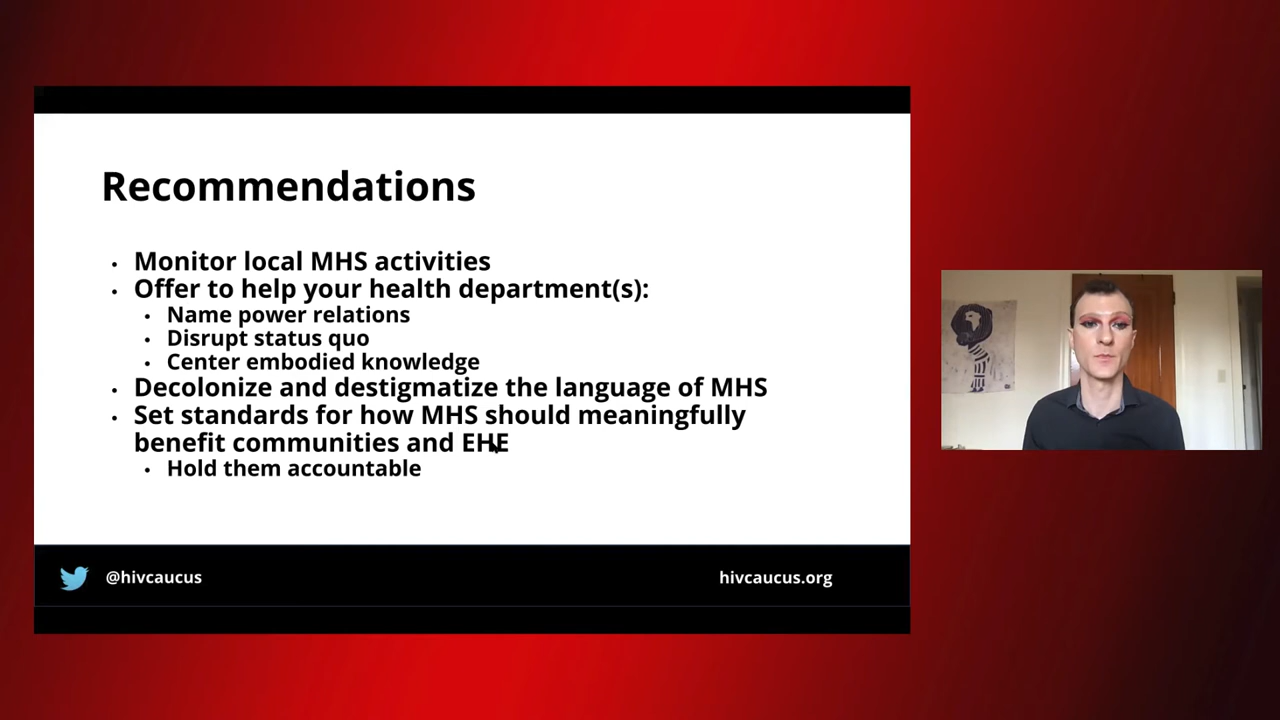 Recommendations
• Monitor local MHS activities
• Offer to help your health department(s):
• Name power relations
• Disrupt status quo
• Center embodied knowledge
• Decolonize and destigmatize the language of MHS
• Set standards for how MHS should meaningfully
benefit communities and EHE
• Hold them accountable
@hivcaucus
hivcaucus.org